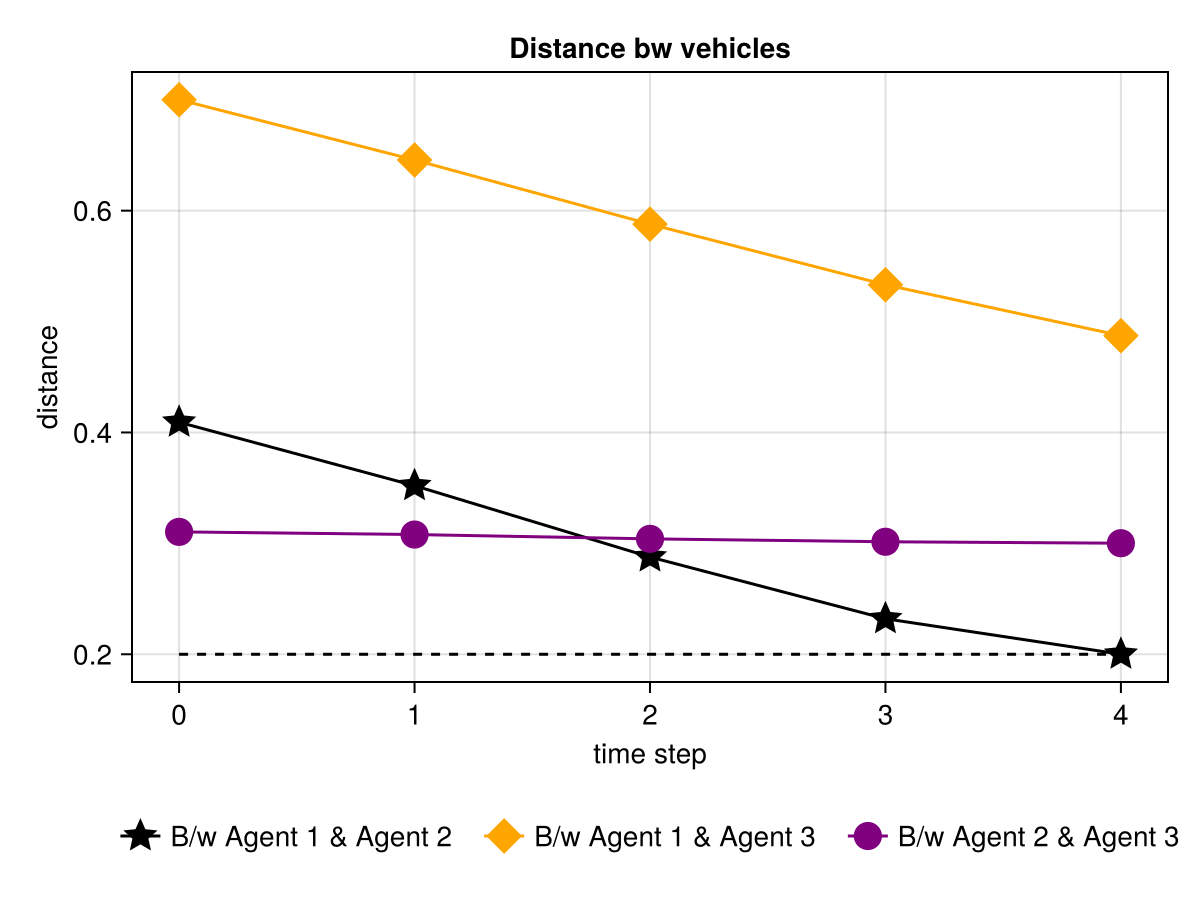 Distance bw vehicles
distance
0.6
0.4
0.2
0 1 2 3 4
time step
B/w Agent 1 & Agent 2 B/w Agent 1 & Agent 3 B/w Agent 2 & Agent 3